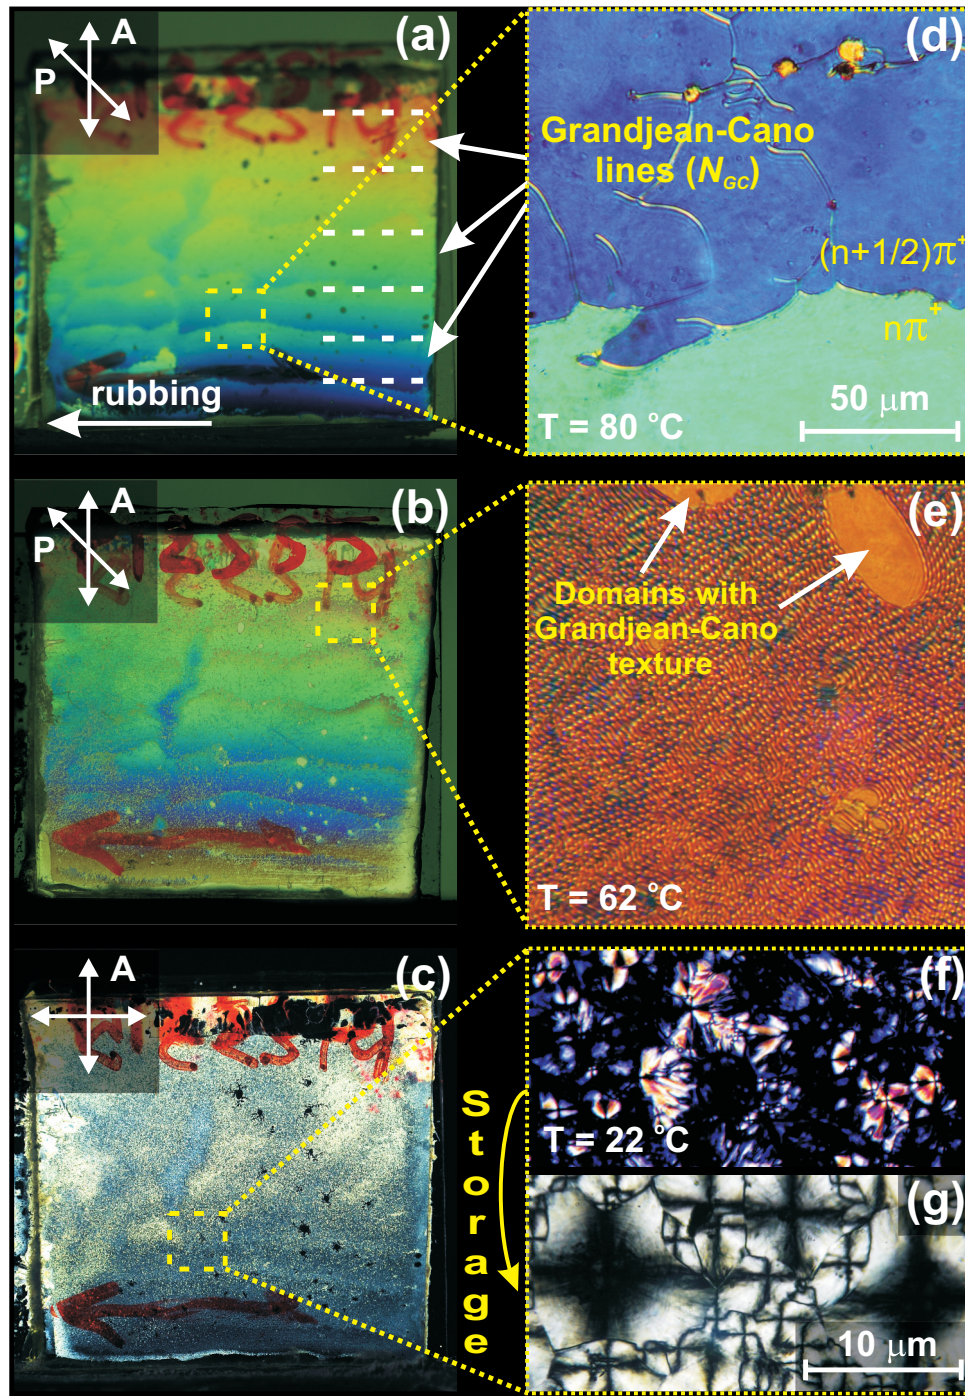 A
P
(a)
rubbing
(d)
Grandjean-Cano
lines (N_GC)
(n+1/2)π⁺
nπ⁺
T = 80 °C
50 μm
A
P
(b)
(e)
Domains with
Grandjean-Cano
texture
T = 62 °C
A
(c)
Storage
(f)
T = 22 °C
(g)
10 μm